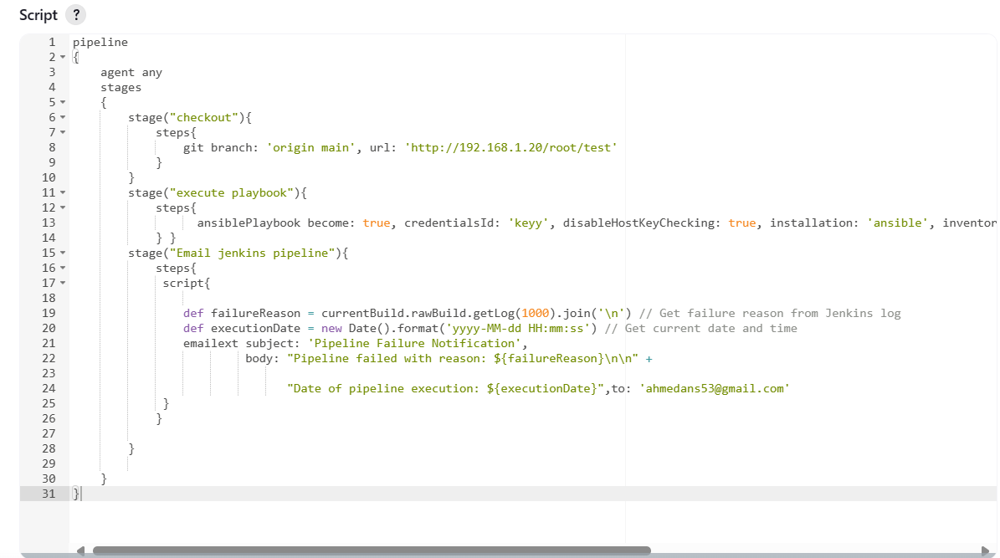 Script ?
1 pipeline
2 {
3 agent any
4 stages
5 {
6 stage("checkout"){
7 steps{
8 git branch: 'origin main', url: 'http://192.168.1.20/root/test'
9 }
10 }
11 stage("execute playbook"){
12 steps{
13 ansiblePlaybook become: true, credentialsId: 'keyy', disableHostKeyChecking: true, installation: 'ansible', inventor
14 } }
15 stage("Email jenkins pipeline"){
16 steps{
17 script{
18
19 def failureReason = currentBuild.rawBuild.getLog(1000).join('\n') // Get failure reason from Jenkins log
20 def executionDate = new Date().format('yyyy-MM-dd HH:mm:ss') // Get current date and time
21 emailext subject: 'Pipeline Failure Notification',
22 body: "Pipeline failed with reason: ${failureReason}\n\n" +
23
24 "Date of pipeline execution: ${executionDate}",to: 'ahmedans53@gmail.com'
25 }
26 }
27
28 }
29
30 }
31 }